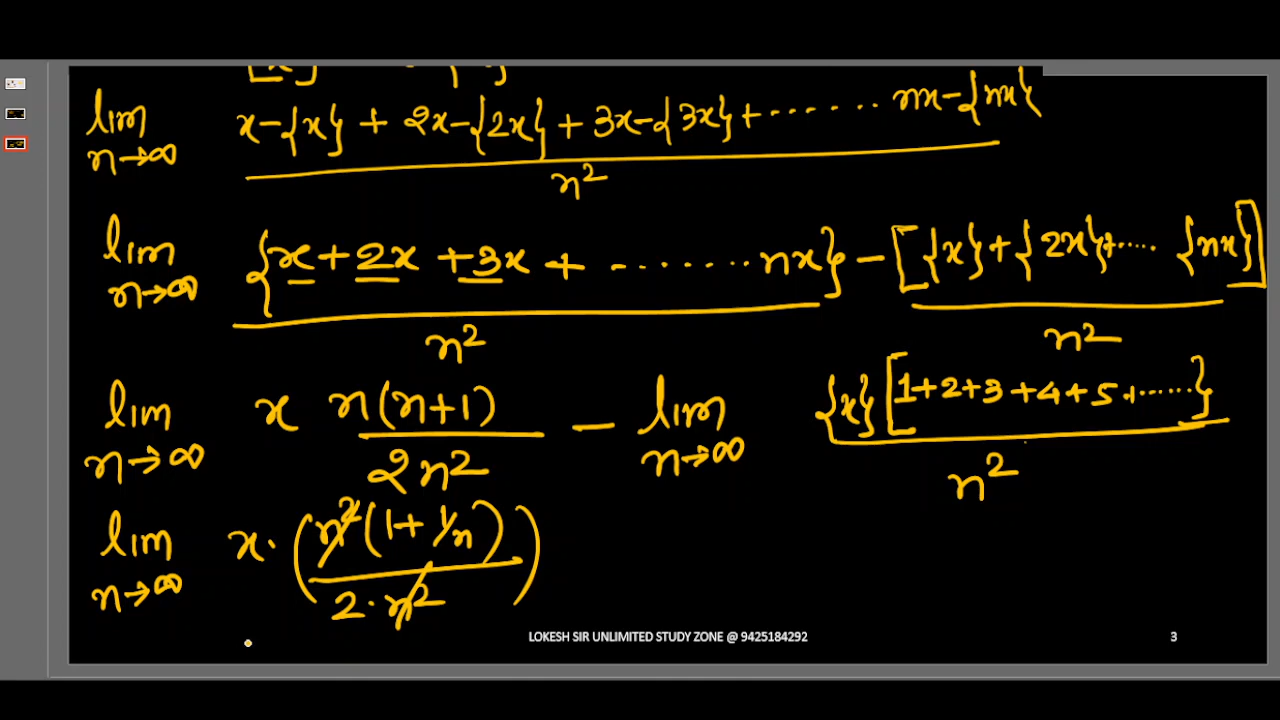 lim n→∞ x-{x} + 2x-{2x} + 3x-{3x} + ....... nx-{nx} / n²
lim n→∞ {x+2x+3x+ ........ nx} / n² - [{x}+{2x}+.... {nx}] / n²
lim n→∞ x n(n+1) / 2n² - lim n→∞ {x}[1+2+3+4+5+......} / n²
lim n→∞ x. (n²(1+1/n) / 2·n²)
LOKESH SIR UNLIMITED STUDY ZONE @ 9425184292
3